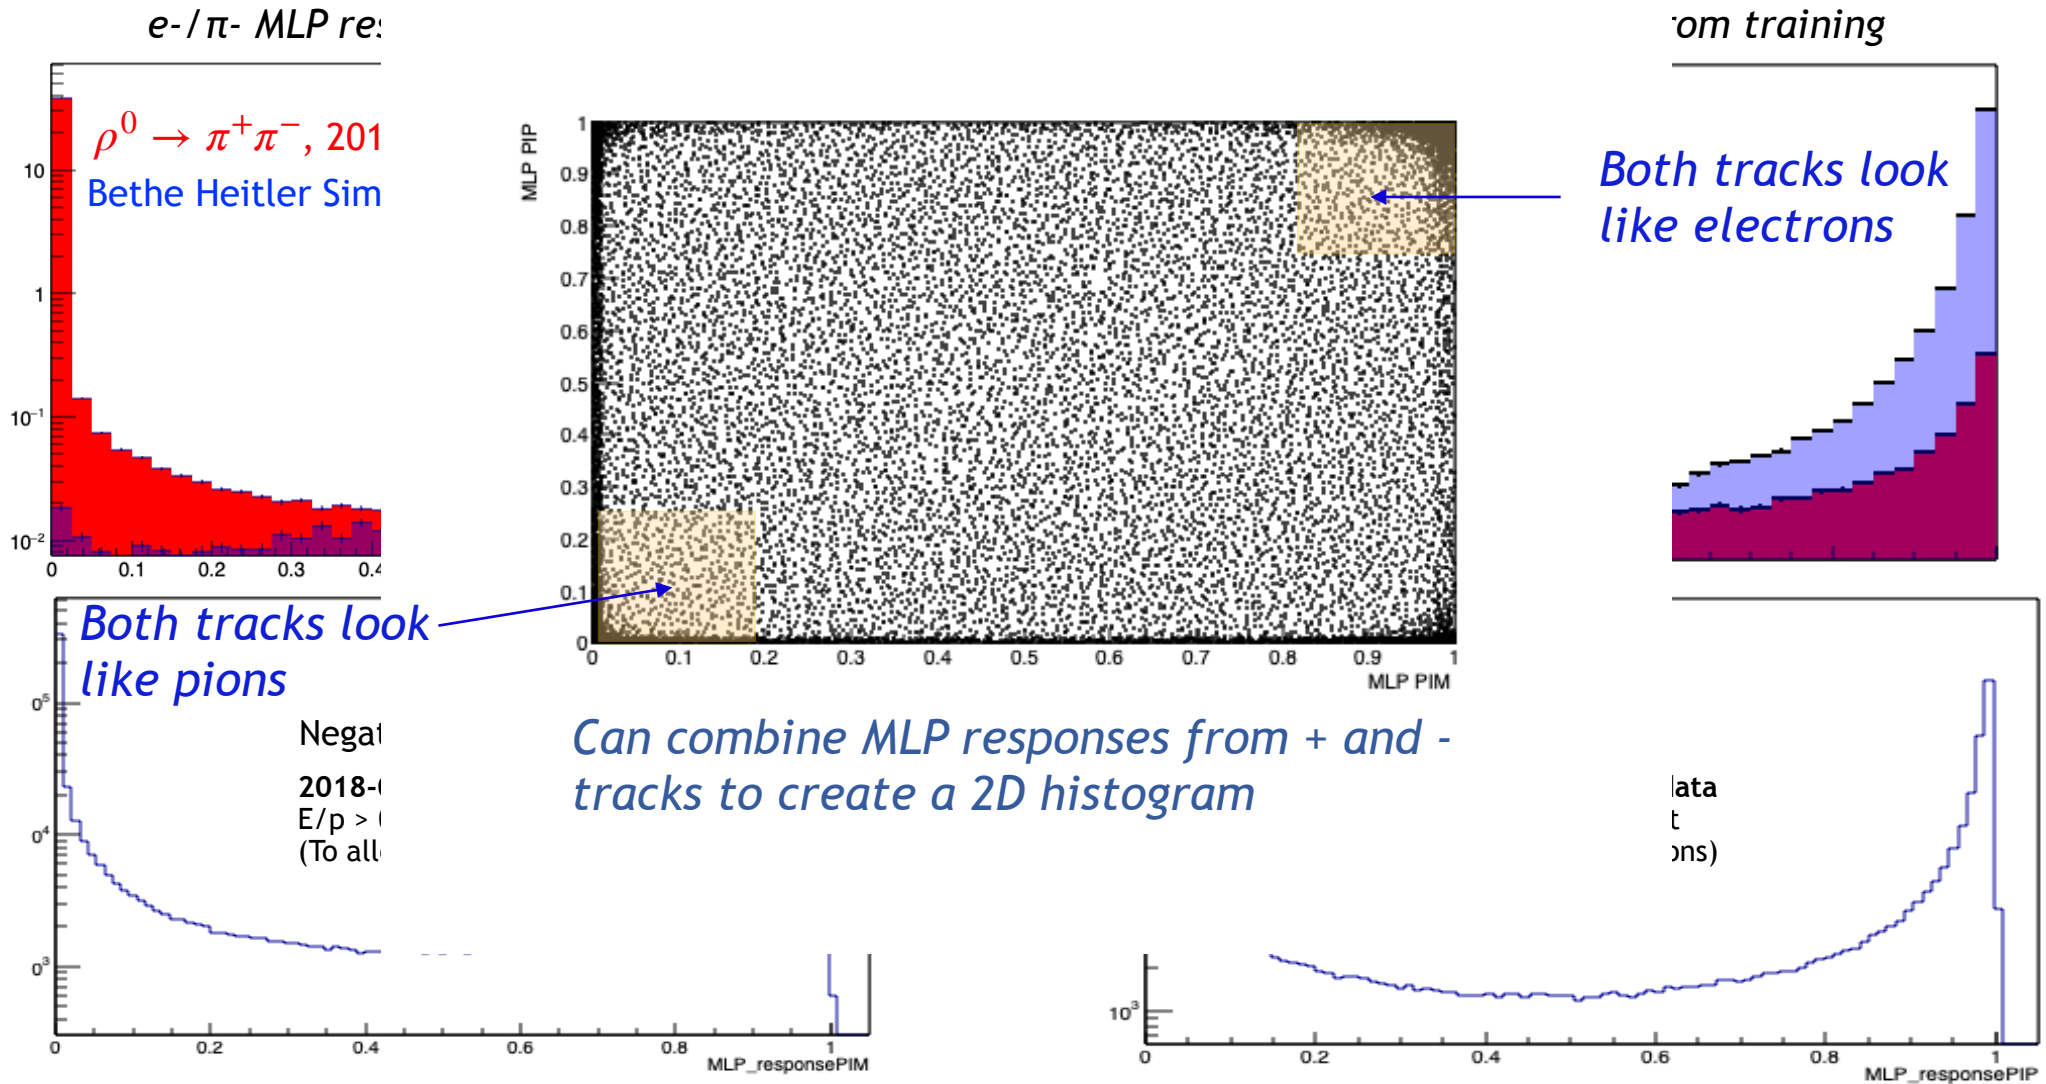 e-/π- MLP res
om training
ρ⁰ → π⁺π⁻, 201
Bethe Heitler Sim
10
1
10⁻¹
10⁻²
0 0.1 0.2 0.3 0.4
MLP PIP
1
0.9
0.8
0.7
0.6
0.5
0.4
0.3
0.2
0.1
0
0 0.1 0.2 0.3 0.4 0.5 0.6 0.7 0.8 0.9 1
MLP PIM
Both tracks look
like electrons
Both tracks look
like pions
Can combine MLP responses from + and -
tracks to create a 2D histogram
0⁵
0⁴
0³
Negat
2018-
E/p >
(To all
0 0.2 0.4 0.6 0.8 1
MLP_responsePIM
data
t
ons)
10³
0 0.2 0.4 0.6 0.8 1
MLP_responsePIP